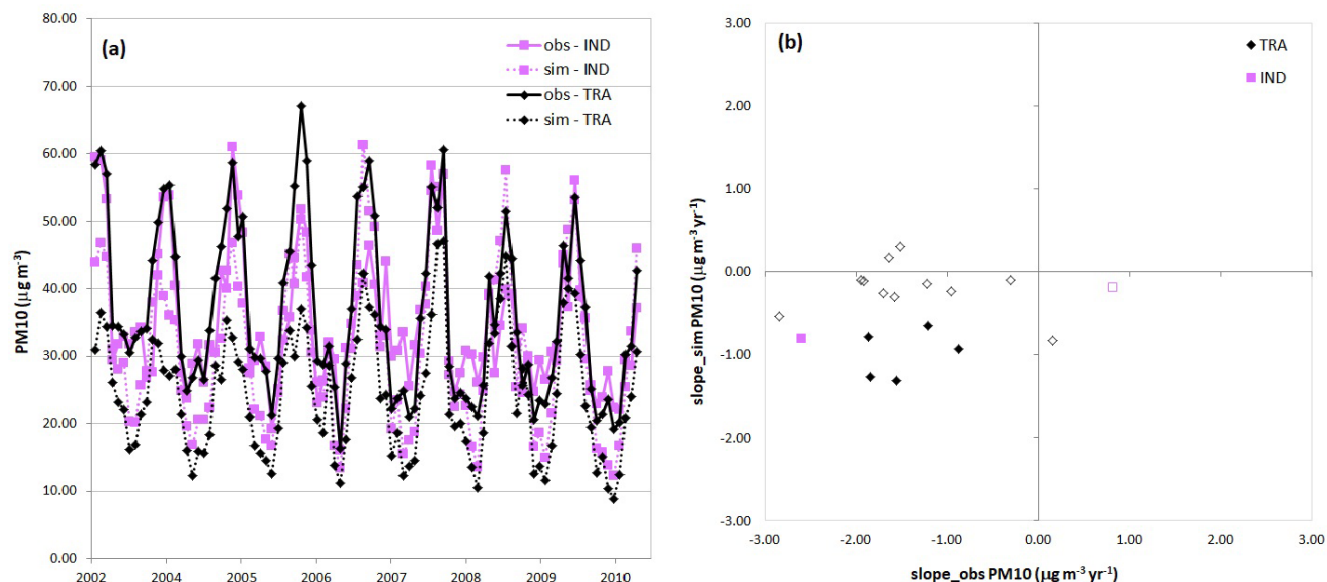 (a)
obs - IND
sim - IND
obs - TRA
sim - TRA
80.00
70.00
60.00
50.00
40.00
30.00
20.00
10.00
0.00
PM10 (µg m⁻³)
2002 2004 2005 2006 2006 2008 2009 2010
(b)
TRA
IND
3.00
2.00
1.00
0.00
-1.00
-2.00
-3.00
slope_sim PM10 (µg m⁻³ yr⁻¹)
-3.00 -2.00 -1.00 0.00 1.00 2.00 3.00
slope_obs PM10 (µg m⁻³ yr⁻¹)